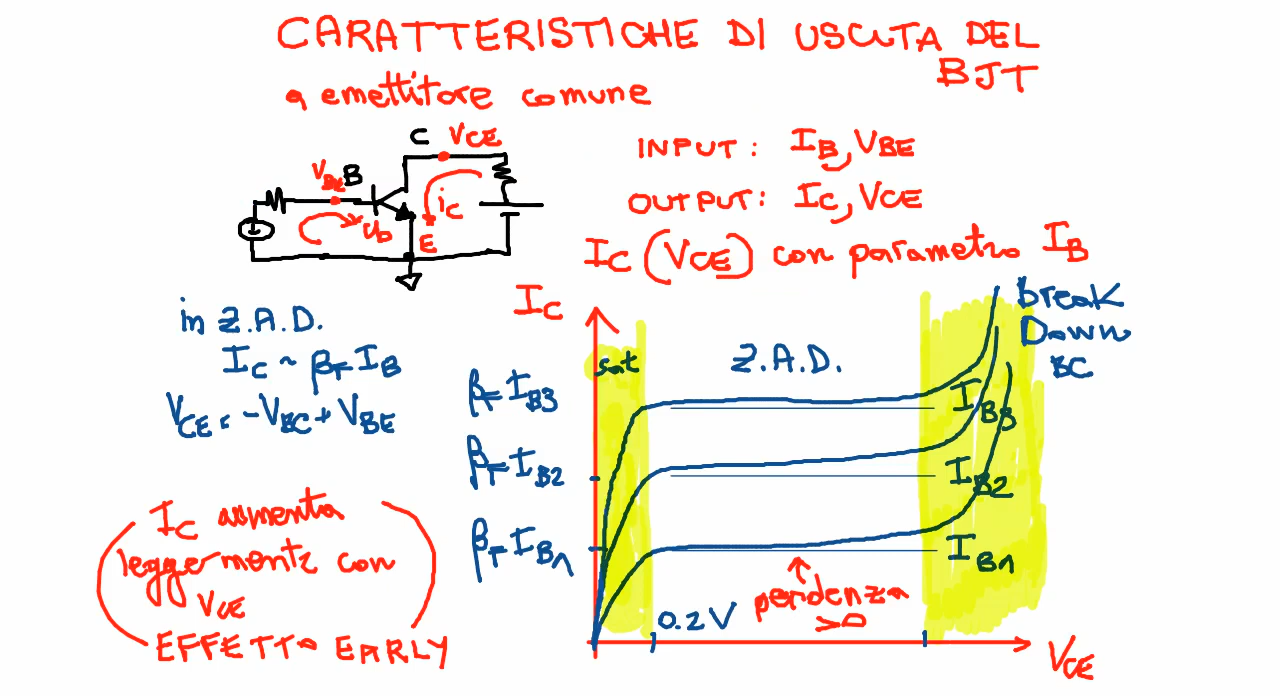 CARATTERISTICHE DI USCITA DEL
BJT
a emettitore comune
C VCE
VBE B
iC
E
INPUT: IB, VBE
OUTPUT: IC, VCE
IC (VCE) con parametro IB
in Z.A.D.
IC ~ βF IB
VCE = -VBC + VBE
IC aumenta
leggermente con
VCE
EFFETTO EARLY
IC
sat
Z.A.D.
Break
Down
BC
βF IB3
IB3
βF IB2
IB2
βF IB1
IB1
0.2V
pendenza
>0
VCE